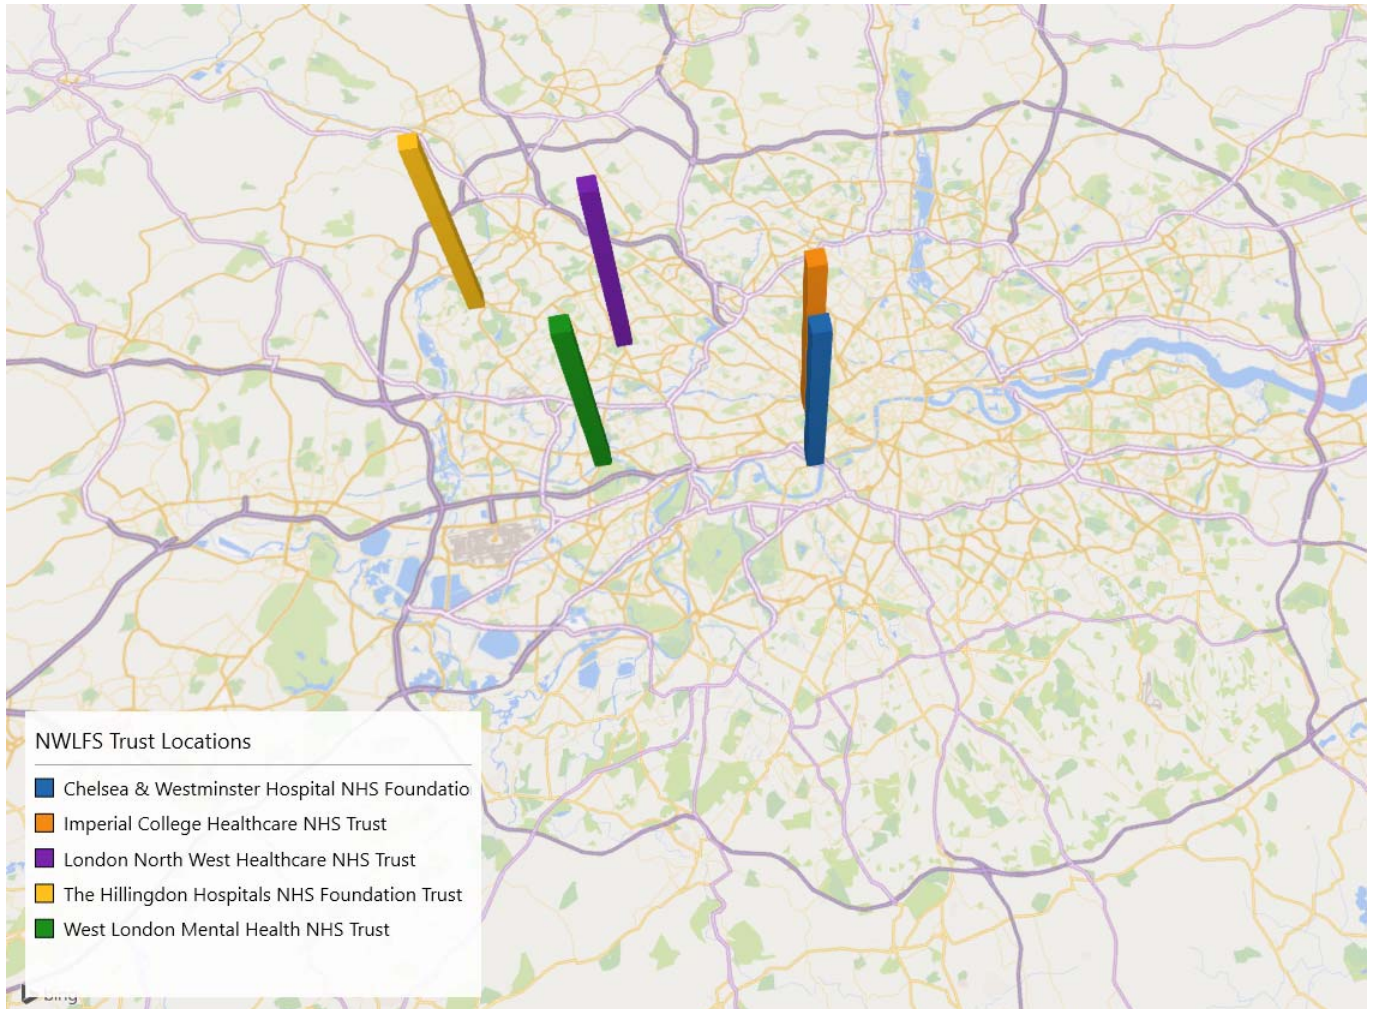 NWLFS Trust Locations
Chelsea & Westminster Hospital NHS Foundatio
Imperial College Healthcare NHS Trust
London North West Healthcare NHS Trust
The Hillingdon Hospitals NHS Foundation Trust
West London Mental Health NHS Trust
bing